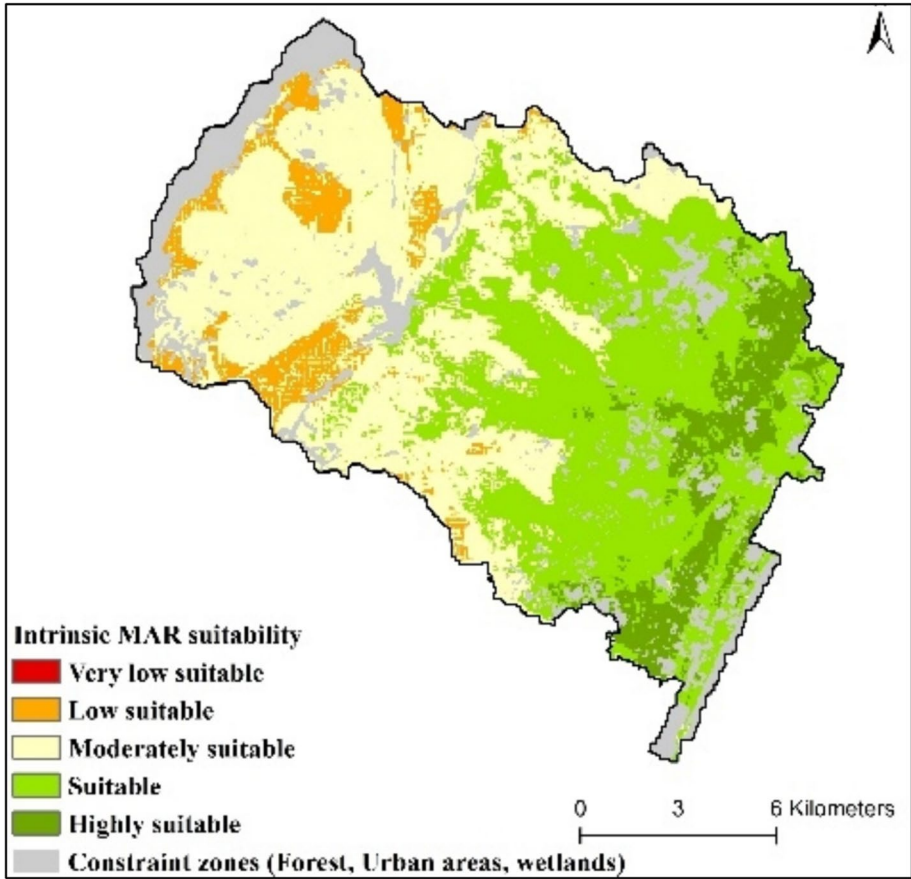 Intrinsic MAR suitability
Very low suitable
Low suitable
Moderately suitable
Suitable
Highly suitable
Constraint zones (Forest, Urban areas, wetlands)
0 3 6 Kilometers